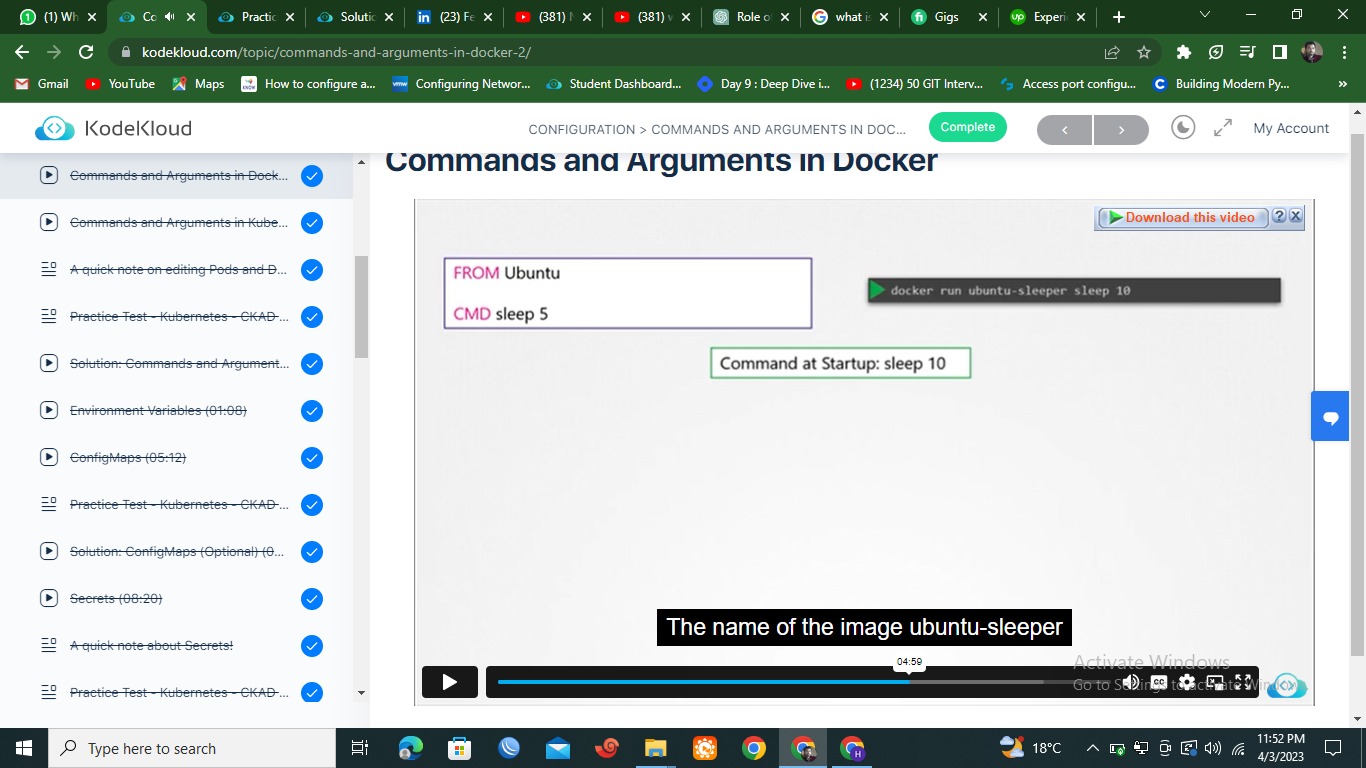 (1) Wh
Co
Practic
Solutio
(23) Fe
(381) N
(381) w
Role o
what is
Gigs
Experi
kodekloud.com/topic/commands-and-arguments-in-docker-2/
Gmail
YouTube
Maps
How to configure a...
Configuring Networ...
Student Dashboard...
Day 9 : Deep Dive i...
(1234) 50 GIT Interv...
Access port configu...
Building Modern Py...
»
KodeKloud
CONFIGURATION > COMMANDS AND ARGUMENTS IN DOC...
Complete
My Account
Commands and Arguments in Dock...
Commands and Arguments in Kube...
A quick note on editing Pods and D...
Practice Test - Kubernetes - CKAD ...
Solution: Commands and Argument...
Environment Variables (01:08)
ConfigMaps (05:12)
Practice Test - Kubernetes - CKAD ...
Solution: ConfigMaps (Optional) (0...
Secrets (08:20)
A quick note about Secrets!
Practice Test - Kubernetes - CKAD ...
Commands and Arguments in Docker
Download this video
? X
FROM Ubuntu
CMD sleep 5
docker run ubuntu-sleeper sleep 10
Command at Startup: sleep 10
The name of the image ubuntu-sleeper
04:59
CC
Activate Windows
Go to Settings to activate Windows.
Type here to search
18°C
11:52 PM
4/3/2023